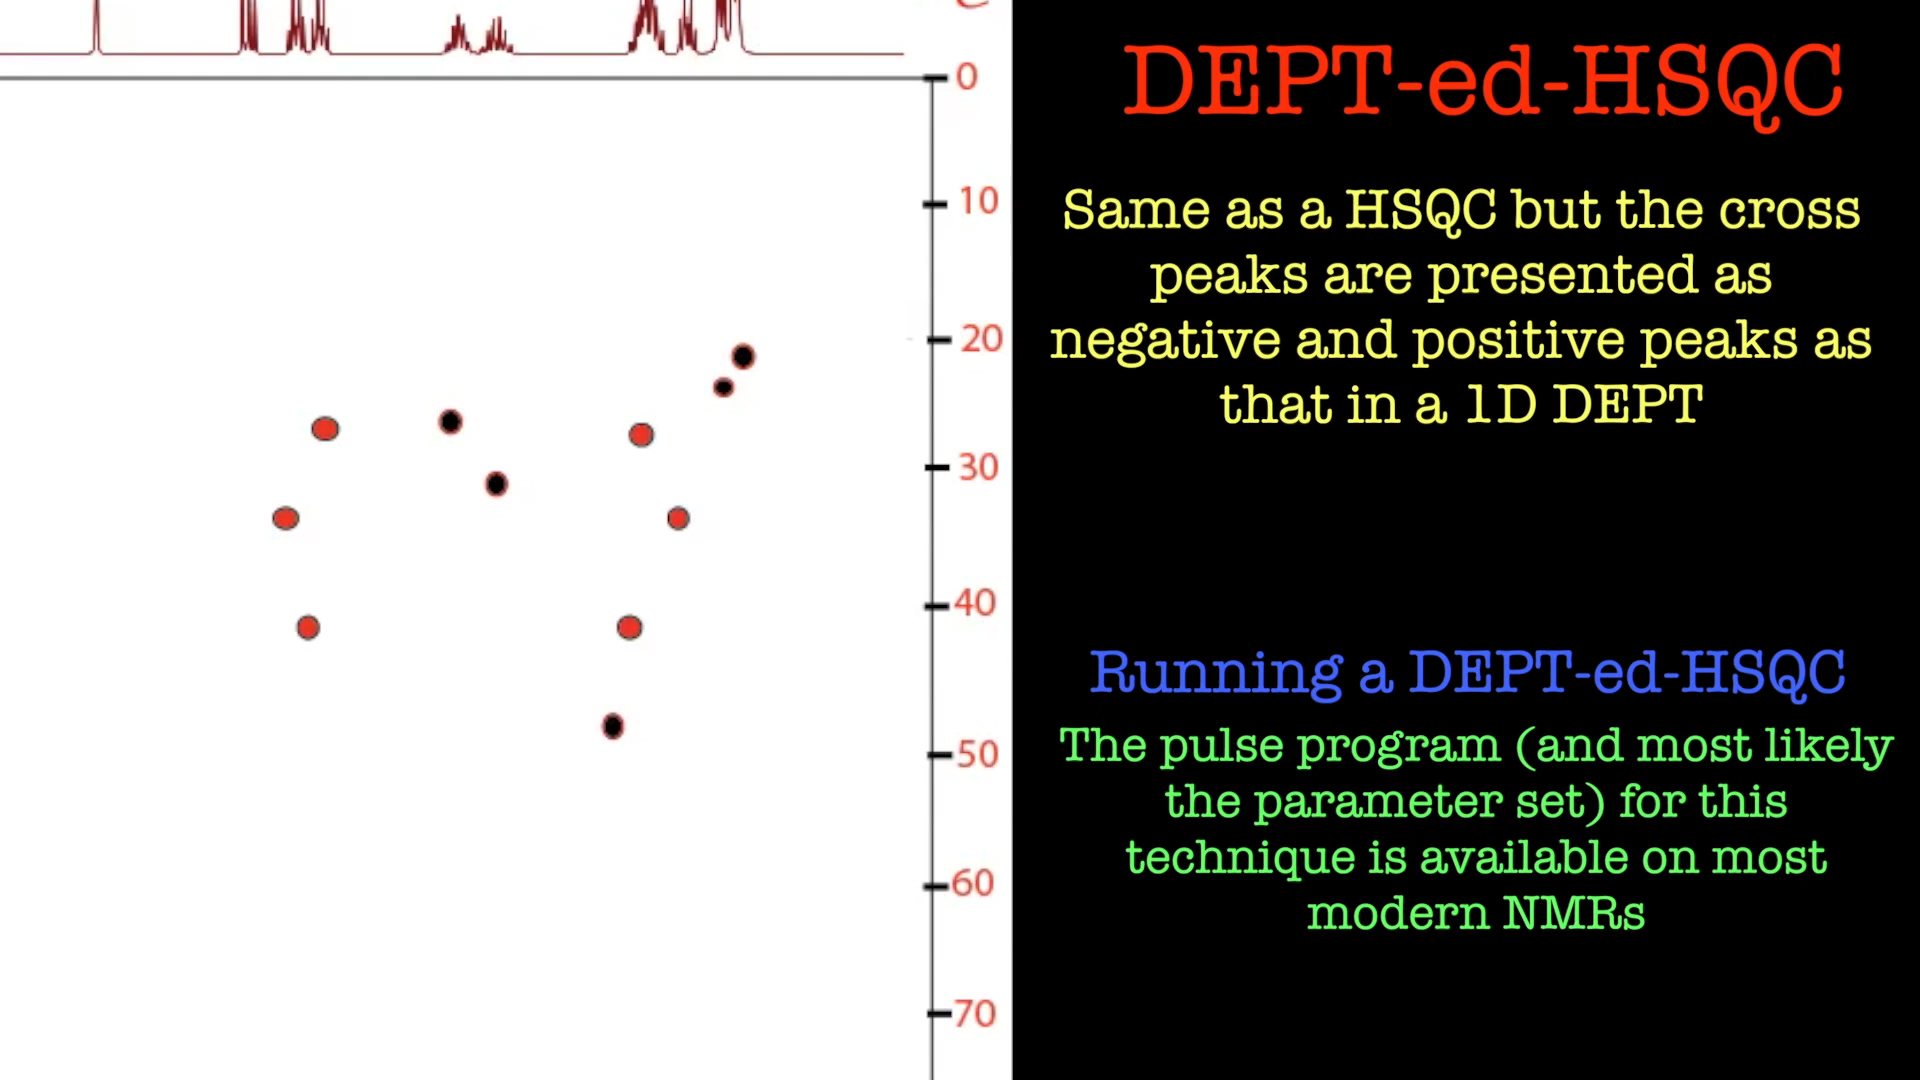 DEPT-ed-HSQC
Same as a HSQC but the cross
peaks are presented as
negative and positive peaks as
that in a 1D DEPT
Running a DEPT-ed-HSQC
The pulse program (and most likely
the parameter set) for this
technique is available on most
modern NMRs
0
10
20
30
40
50
60
70